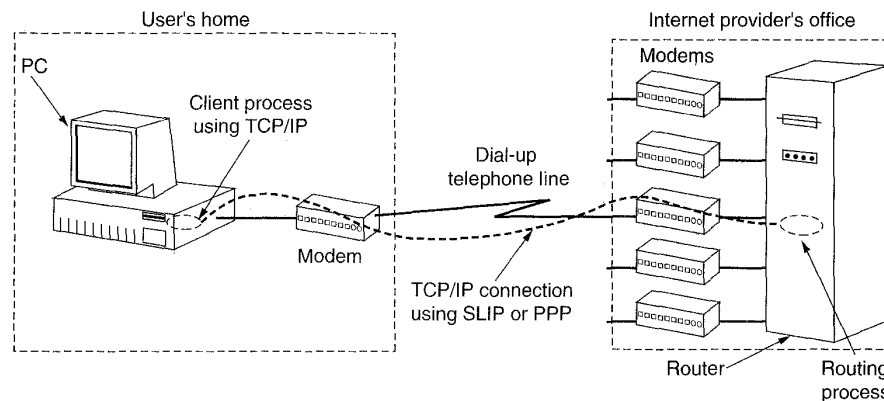 User's home
Internet provider's office
PC
Modems
Client process
using TCP/IP
Dial-up
telephone line
Modem
TCP/IP connection
using SLIP or PPP
Router
Routing
process